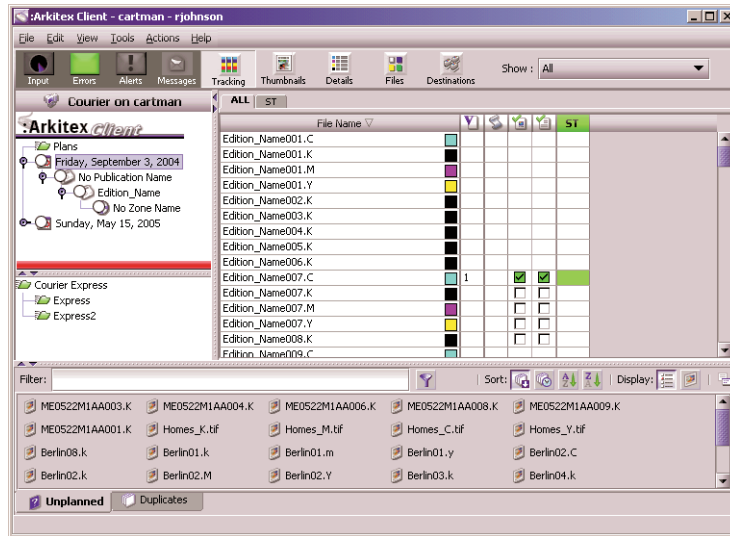 :Arkitex Client - cartman - rjohnson
File Edit View Tools Actions Help
Input Errors Alerts Messages Tracking Thumbnails Details Files Destinations Show : All
Courier on cartman
ALL ST
:Arkitex Client
Plans
Friday, September 3, 2004
No Publication Name
Edition_Name
No Zone Name
Sunday, May 15, 2005
Courier Express
Express
Express2
File Name ST
Edition_Name001.C
Edition_Name001.K
Edition_Name001.M
Edition_Name001.Y
Edition_Name002.K
Edition_Name003.K
Edition_Name004.K
Edition_Name005.K
Edition_Name006.K
Edition_Name007.C 1
Edition_Name007.K
Edition_Name007.M
Edition_Name007.Y
Edition_Name008.K
Edition_Name009.C
Filter: Sort: Display:
ME0522M1AA003.K ME0522M1AA004.K ME0522M1AA006.K ME0522M1AA008.K ME0522M1AA009.K
ME0522M1AA001.K Homes_K.tif Homes_M.tif Homes_C.tif Homes_Y.tif
Berlin08.k Berlin01.k Berlin01.m Berlin01.y Berlin02.C
Berlin02.k Berlin02.M Berlin02.Y Berlin03.k Berlin04.k
Unplanned Duplicates